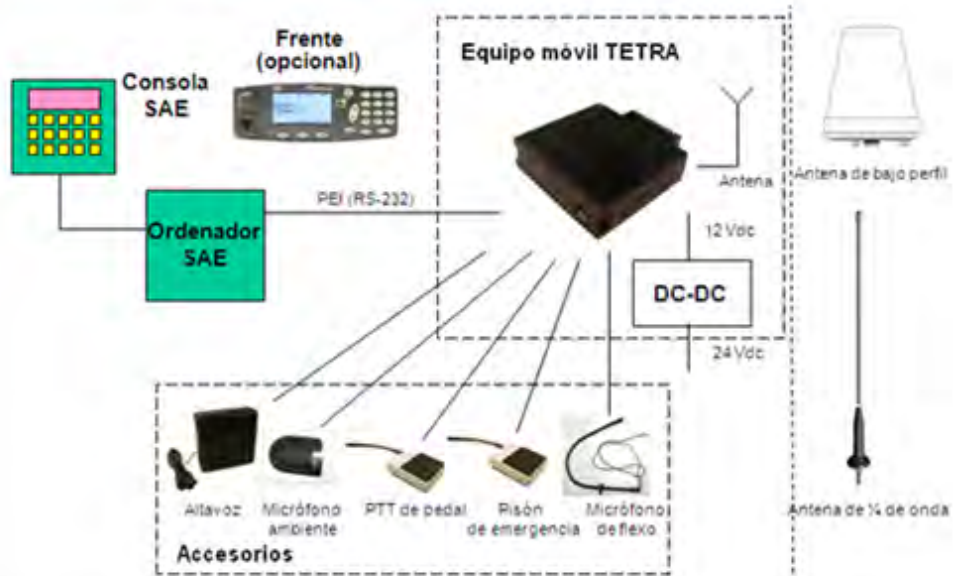 Frente
(opcional)
Consola
SAE
Equipo móvil TETRA
Antena
Antena de bajo perfil
PEI (RS-232)
Ordenador
SAE
12 Vdc
DC-DC
24 Vdc
Altavoz
Micrófono
ambiente
PTT de pedal
Pisón
de emergencia
Micrófono
de flexo
Antena de ¼ de onda
Accesorios